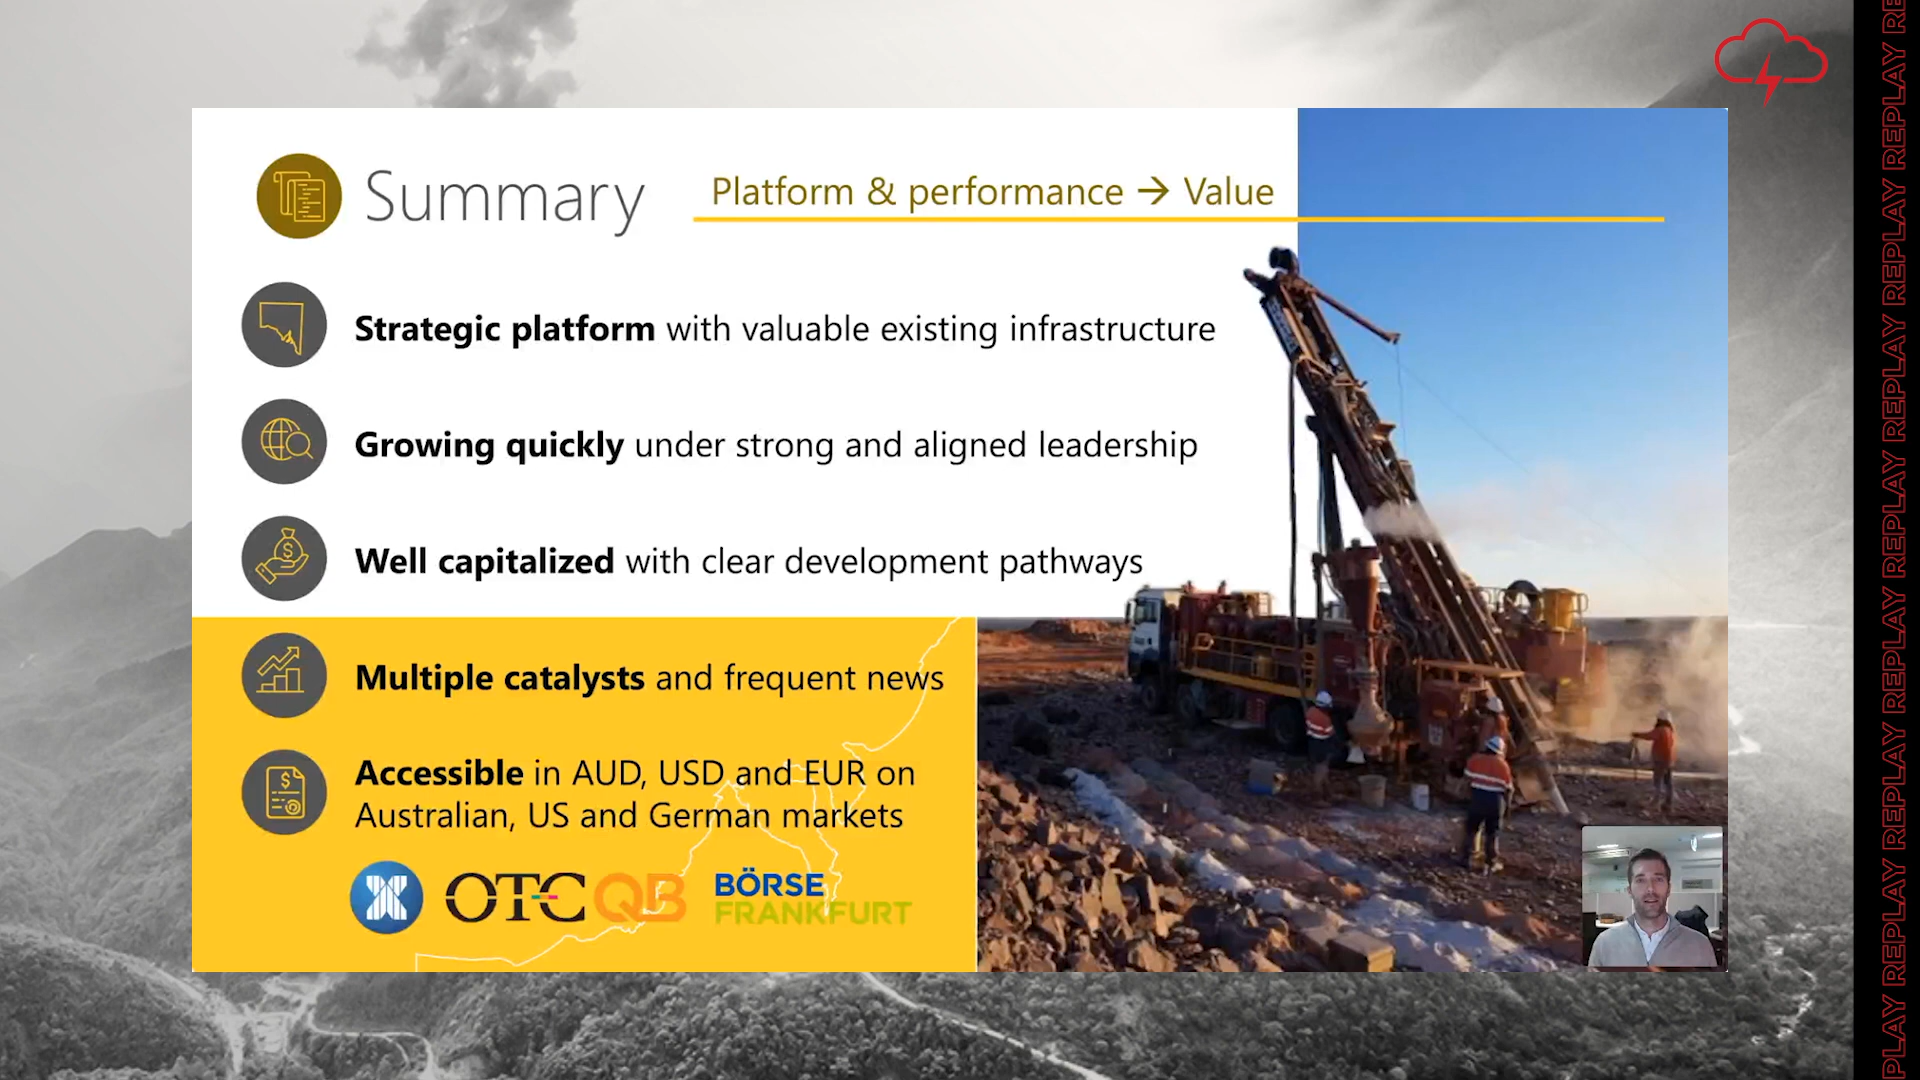 Summary
Platform & performance → Value
Strategic platform with valuable existing infrastructure
Growing quickly under strong and aligned leadership
Well capitalized with clear development pathways
Multiple catalysts and frequent news
Accessible in AUD, USD and EUR on
Australian, US and German markets
OTCQB
BÖRSE
FRANKFURT
PLAY REPLAY REPLAY REPLAY REPLAY REPLAY REPLAY REPLAY RE